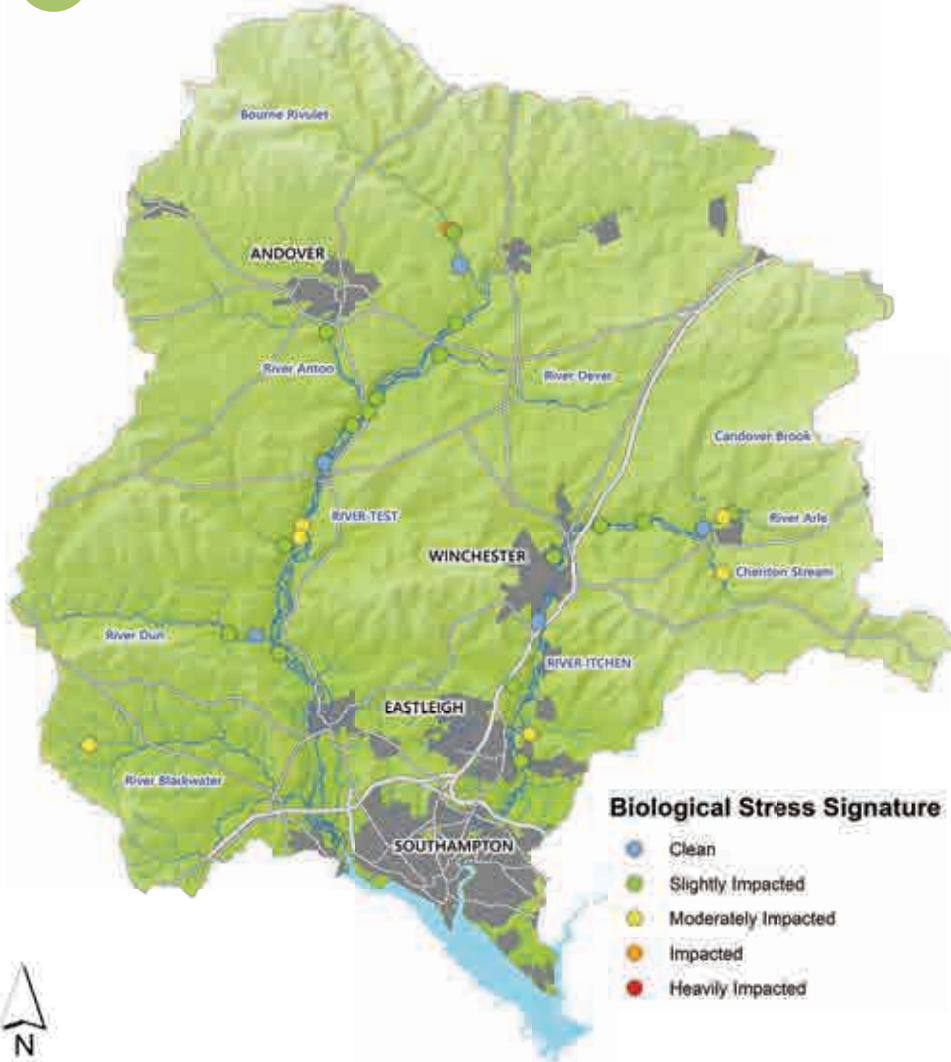 Bourne Rivulet
ANDOVER
River Anton
River Dever
Candover Brook
RIVER TEST
River Arle
WINCHESTER
Cheriton Stream
River Dun
RIVER ITCHEN
EASTLEIGH
River Blackwater
SOUTHAMPTON
Biological Stress Signature
Clean
Slightly Impacted
Moderately Impacted
Impacted
Heavily Impacted
N